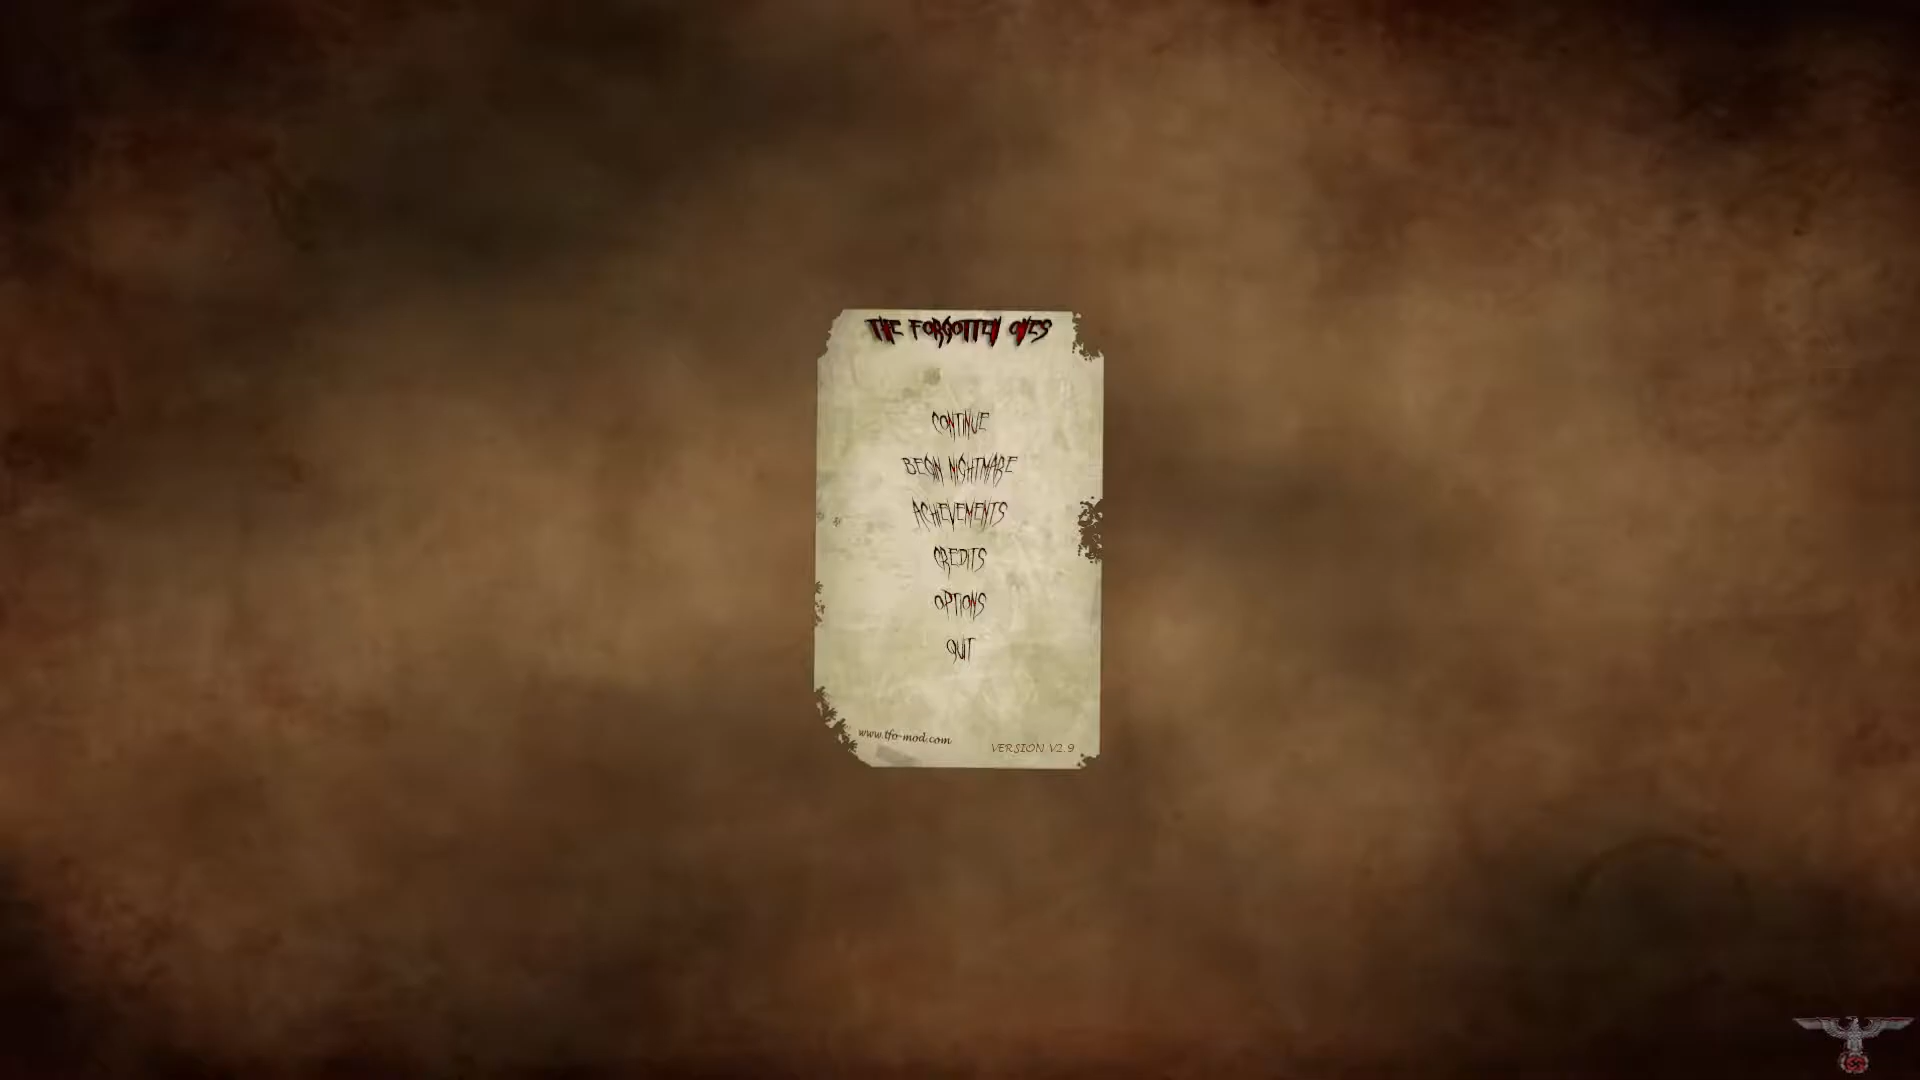 THE FORGOTTEN ONES
CONTINUE
BEGIN NIGHTMARE
ACHIEVEMENTS
CREDITS
OPTIONS
QUIT
www.tfo-mod.com
VERSION V2.9